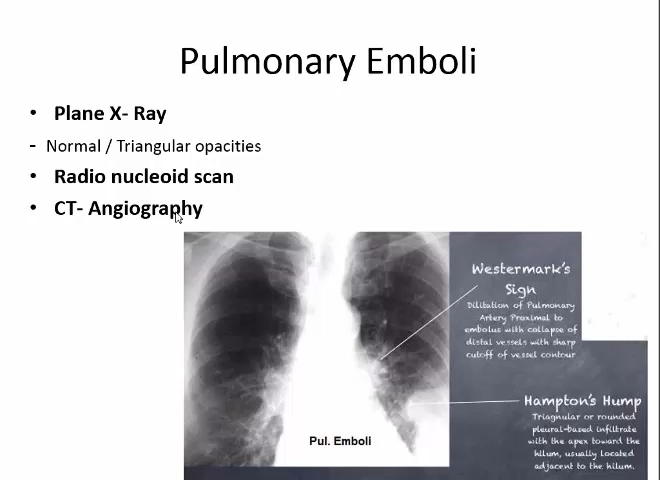 Pulmonary Emboli
• Plane X- Ray
- Normal / Triangular opacities
• Radio nucleoid scan
• CT- Angiography
Westermark's
Sign
Dilitation of Pulmonary
Artery Proximal to
embolus with collapse of
distal vessels with sharp
cutoff of vessel contour
Hampton's Hump
Triagnular or rounded
pleural-based infiltrate
with the apex toward the
hilum, usually located
adjacent to the hilum.
Pul. Emboli